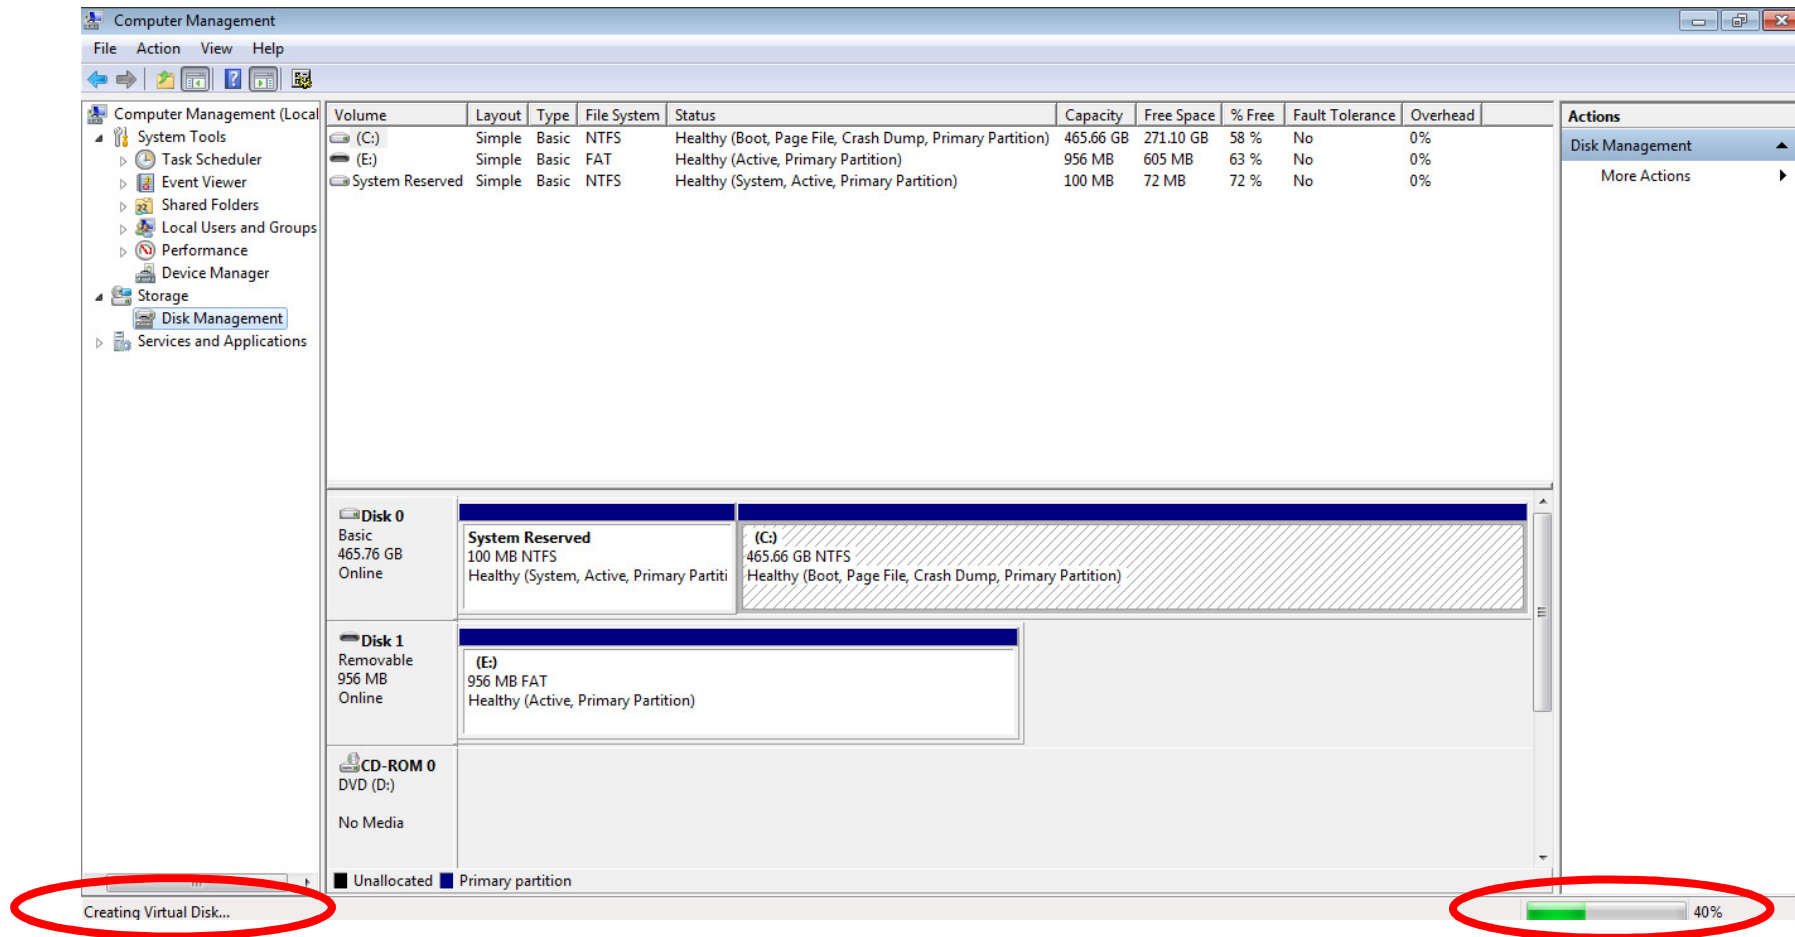 Computer Management
File Action View Help
Computer Management (Local
System Tools
Task Scheduler
Event Viewer
Shared Folders
Local Users and Groups
Performance
Device Manager
Storage
Disk Management
Services and Applications
Volume Layout Type File System Status Capacity Free Space % Free Fault Tolerance Overhead
(C:) Simple Basic NTFS Healthy (Boot, Page File, Crash Dump, Primary Partition) 465.66 GB 271.10 GB 58 % No 0%
(E:) Simple Basic FAT Healthy (Active, Primary Partition) 956 MB 605 MB 63 % No 0%
System Reserved Simple Basic NTFS Healthy (System, Active, Primary Partition) 100 MB 72 MB 72 % No 0%
Actions
Disk Management
More Actions
Disk 0
Basic
465.76 GB
Online
System Reserved
100 MB NTFS
Healthy (System, Active, Primary Partiti
(C:)
465.66 GB NTFS
Healthy (Boot, Page File, Crash Dump, Primary Partition)
Disk 1
Removable
956 MB
Online
(E:)
956 MB FAT
Healthy (Active, Primary Partition)
CD-ROM 0
DVD (D:)
No Media
Unallocated Primary partition
Creating Virtual Disk...
40%